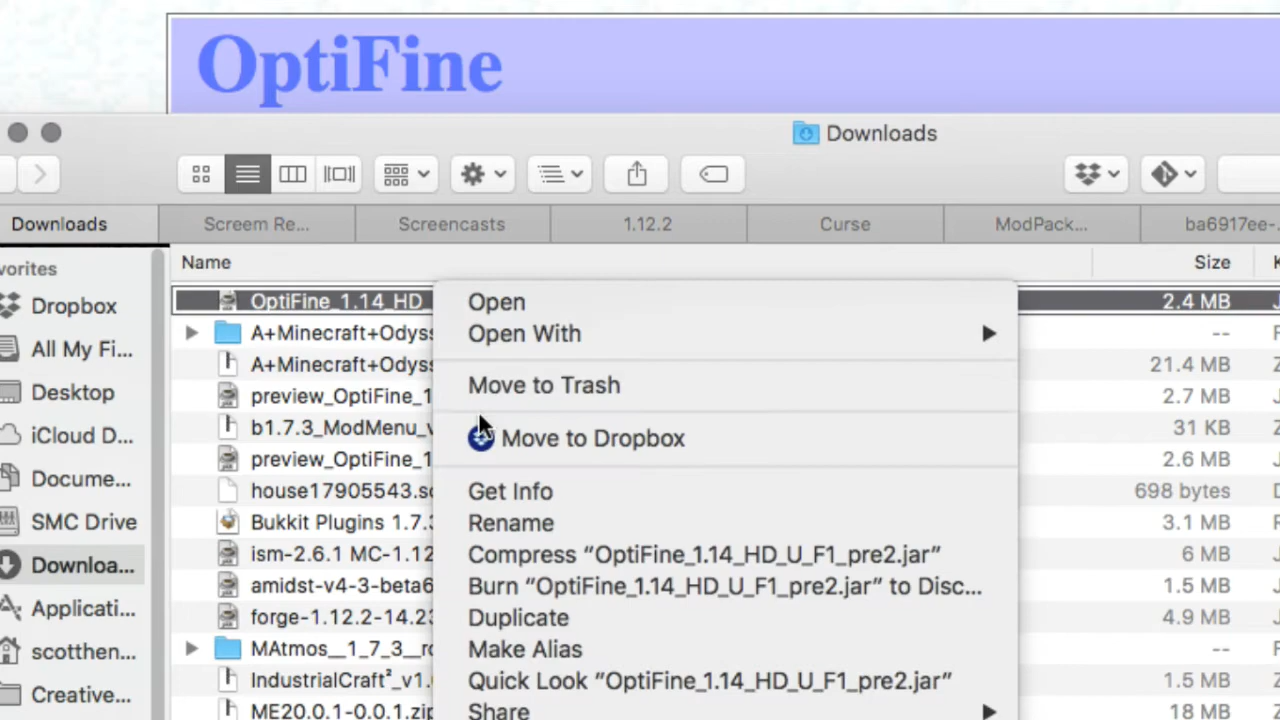 OptiFine
Downloads
Downloads
Screem Re...
Screencasts
1.12.2
Curse
ModPack...
ba6917ee-.
vorites
Name
Size
Dropbox
All My Fi...
Desktop
iCloud D...
Docume...
SMC Drive
Downloa...
Applicati...
scotthen...
Creative...
OptiFine_1.14_HD_
2.4 MB
A+Minecraft+Odyss
--
A+Minecraft+Odyss
21.4 MB
preview_OptiFine_1
2.7 MB
b1.7.3_ModMenu_v
31 KB
preview_OptiFine_1
2.6 MB
house17905543.sc
698 bytes
Bukkit Plugins 1.7.3
3.1 MB
ism-2.6.1 MC-1.12
6 MB
amidst-v4-3-beta6
1.5 MB
forge-1.12.2-14.23
4.9 MB
MAtmos__1_7_3__ro
--
IndustrialCraft²_v1.0
1.5 MB
ME20.0.1-0.0.1.zip
18 MB
Open
Open With
Move to Trash
Move to Dropbox
Get Info
Rename
Compress “OptiFine_1.14_HD_U_F1_pre2.jar”
Burn “OptiFine_1.14_HD_U_F1_pre2.jar” to Disc...
Duplicate
Make Alias
Quick Look “OptiFine_1.14_HD_U_F1_pre2.jar”
Share